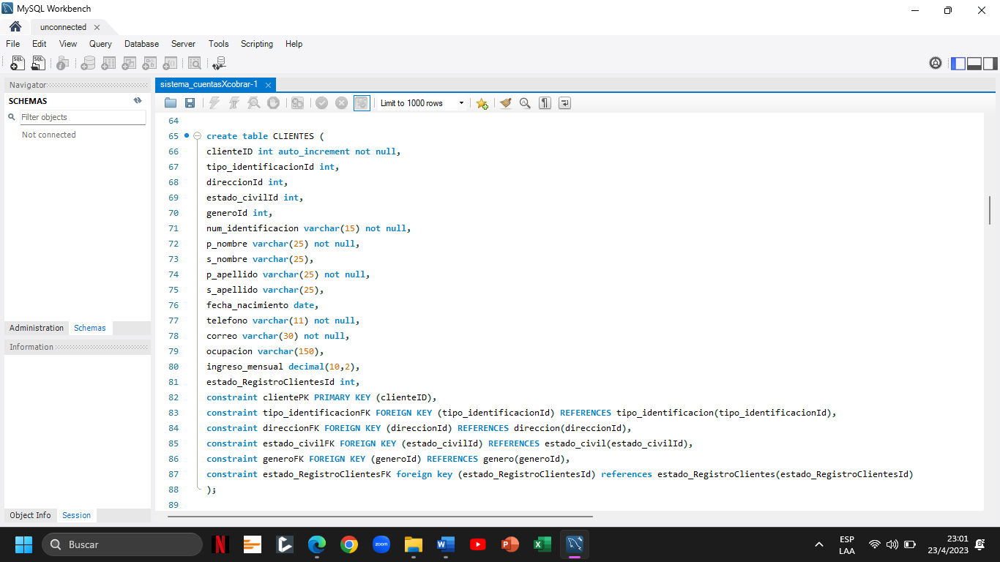 MySQL Workbench
unconnected
File Edit View Query Database Server Tools Scripting Help
Navigator
SCHEMAS
Filter objects
Not connected
Administration Schemas
Information
Object Info Session
sistema_cuentasXcobrar-1
Limit to 1000 rows
64
65 create table CLIENTES (
66 clienteID int auto_increment not null,
67 tipo_identificacionId int,
68 direccionId int,
69 estado_civilId int,
70 generoId int,
71 num_identificacion varchar(15) not null,
72 p_nombre varchar(25) not null,
73 s_nombre varchar(25),
74 p_apellido varchar(25) not null,
75 s_apellido varchar(25),
76 fecha_nacimiento date,
77 telefono varchar(11) not null,
78 correo varchar(30) not null,
79 ocupacion varchar(150),
80 ingreso_mensual decimal(10,2),
81 estado_RegistroClientesId int,
82 constraint clientePK PRIMARY KEY (clienteID),
83 constraint tipo_identificacionFK FOREIGN KEY (tipo_identificacionId) REFERENCES tipo_identificacion(tipo_identificacionId),
84 constraint direccionFK FOREIGN KEY (direccionId) REFERENCES direccion(direccionId),
85 constraint estado_civilFK FOREIGN KEY (estado_civilId) REFERENCES estado_civil(estado_civilId),
86 constraint generoFK FOREIGN KEY (generoId) REFERENCES genero(generoId),
87 constraint estado_RegistroClientesFK foreign key (estado_RegistroClientesId) references estado_RegistroClientes(estado_RegistroClientesId)
88 );
89
Buscar
zoom
ESP
LAA
23:01
23/4/2023